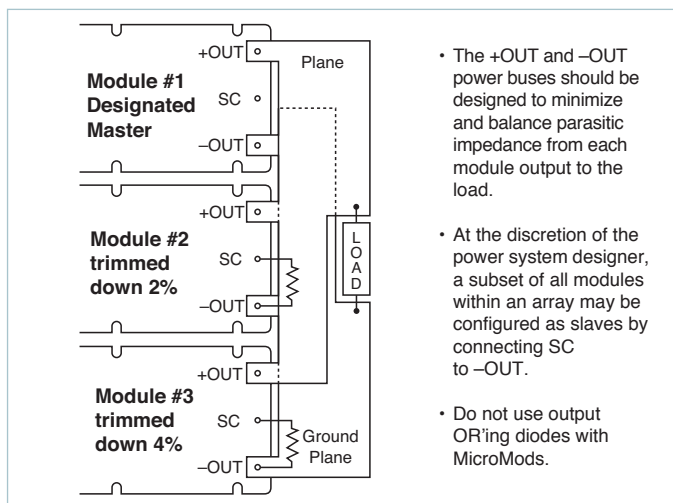 +OUT
Plane
Module #1
Designated
Master
SC
–OUT
+OUT
Module #2
trimmed
down 2%
SC
–OUT
LOAD
+OUT
Module #3
trimmed
down 4%
SC
Ground
Plane
–OUT
• The +OUT and –OUT
power buses should be
designed to minimize
and balance parasitic
impedance from each
module output to the
load.
• At the discretion of the
power system designer,
a subset of all modules
within an array may be
configured as slaves by
connecting SC
to –OUT.
• Do not use output
OR'ing diodes with
MicroMods.